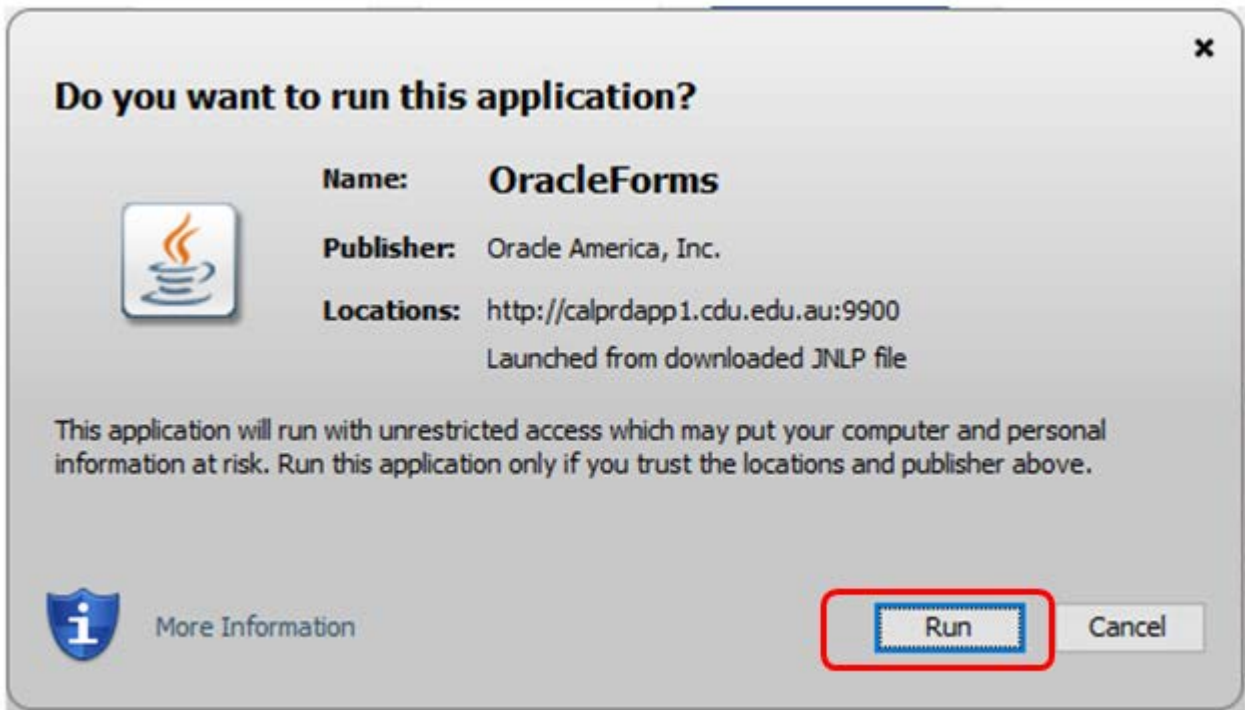 Do you want to run this application?
Name: OracleForms
Publisher: Oracle America, Inc.
Locations: http://calprdapp1.cdu.edu.au:9900
Launched from downloaded JNLP file
This application will run with unrestricted access which may put your computer and personal
information at risk. Run this application only if you trust the locations and publisher above.
More Information
Run
Cancel